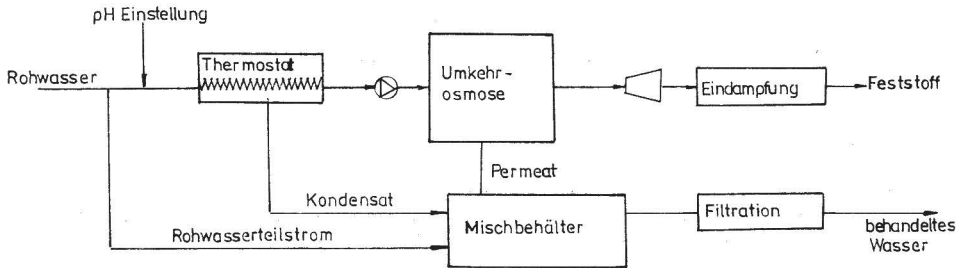 pH Einstellung
Rohwasser
Thermostat
Umkehr-
osmose
Eindampfung
Feststoff
Permeat
Kondensat
Rohwasserteilstrom
Mischbehälter
Filtration
behandeltes
Wasser